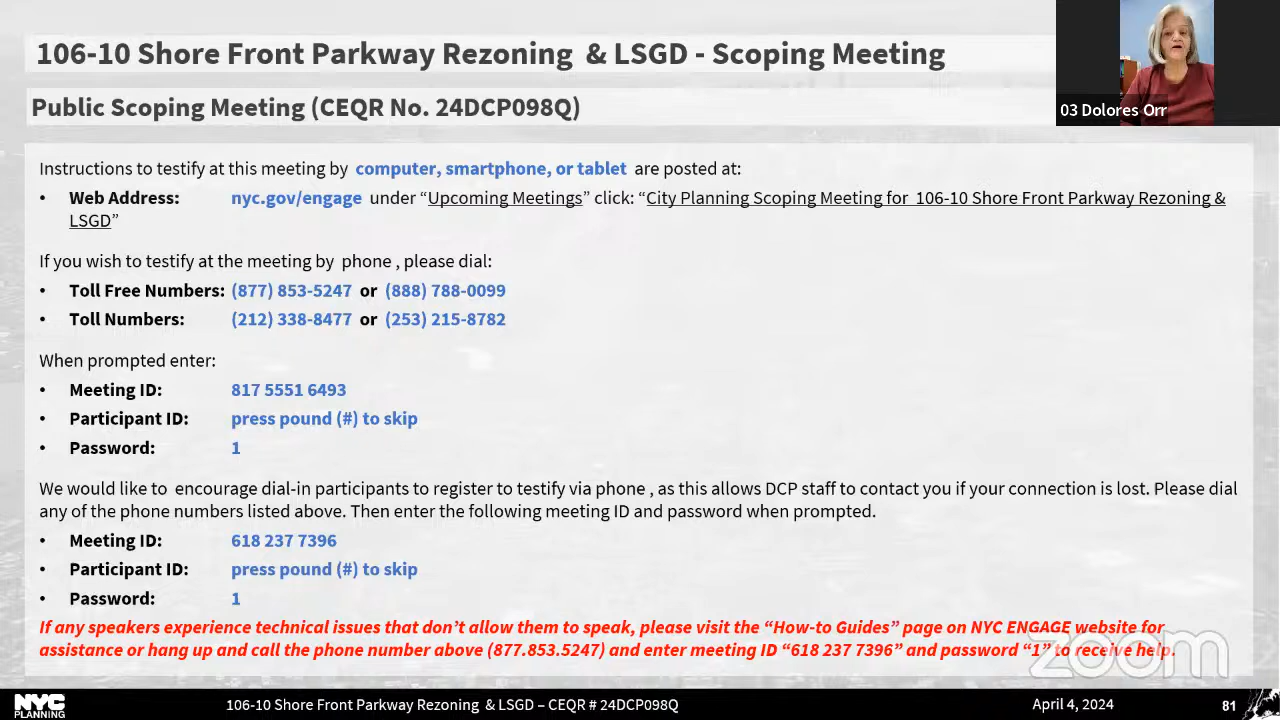 106-10 Shore Front Parkway Rezoning & LSGD - Scoping Meeting
Public Scoping Meeting (CEQR No. 24DCP098Q)
03 Dolores Orr
Instructions to testify at this meeting by computer, smartphone, or tablet are posted at:
• Web Address: nyc.gov/engage under “Upcoming Meetings” click: “City Planning Scoping Meeting for 106-10 Shore Front Parkway Rezoning &
LSGD”
If you wish to testify at the meeting by phone , please dial:
• Toll Free Numbers: (877) 853-5247 or (888) 788-0099
• Toll Numbers: (212) 338-8477 or (253) 215-8782
When prompted enter:
• Meeting ID: 817 5551 6493
• Participant ID: press pound (#) to skip
• Password: 1
We would like to encourage dial-in participants to register to testify via phone , as this allows DCP staff to contact you if your connection is lost. Please dial
any of the phone numbers listed above. Then enter the following meeting ID and password when prompted.
• Meeting ID: 618 237 7396
• Participant ID: press pound (#) to skip
• Password: 1
If any speakers experience technical issues that don’t allow them to speak, please visit the “How-to Guides” page on NYC ENGAGE website for
assistance or hang up and call the phone number above (877.853.5247) and enter meeting ID “618 237 7396” and password “1” to receive help.
zoom
NYC
PLANNING
106-10 Shore Front Parkway Rezoning & LSGD – CEQR # 24DCP098Q
April 4, 2024
81